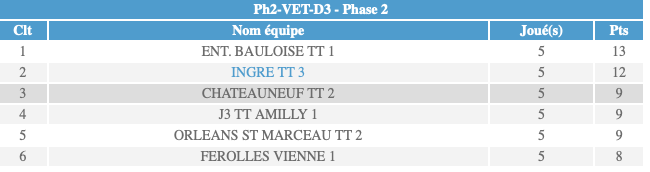 Ph2-VET-D3 - Phase 2
Clt Nom équipe Joué(s) Pts
1 ENT. BAULOISE TT 1 5 13
2 INGRE TT 3 5 12
3 CHATEAUNEUF TT 2 5 9
4 J3 TT AMILLY 1 5 9
5 ORLEANS ST MARCEAU TT 2 5 9
6 FEROLLES VIENNE 1 5 8